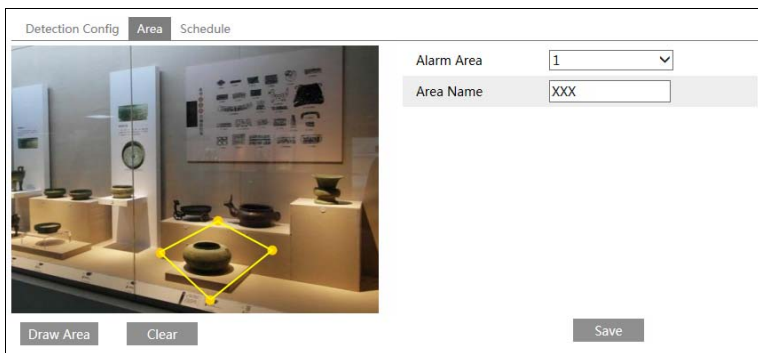 Detection Config Area Schedule
Alarm Area 1
Area Name XXX
Draw Area Clear Save